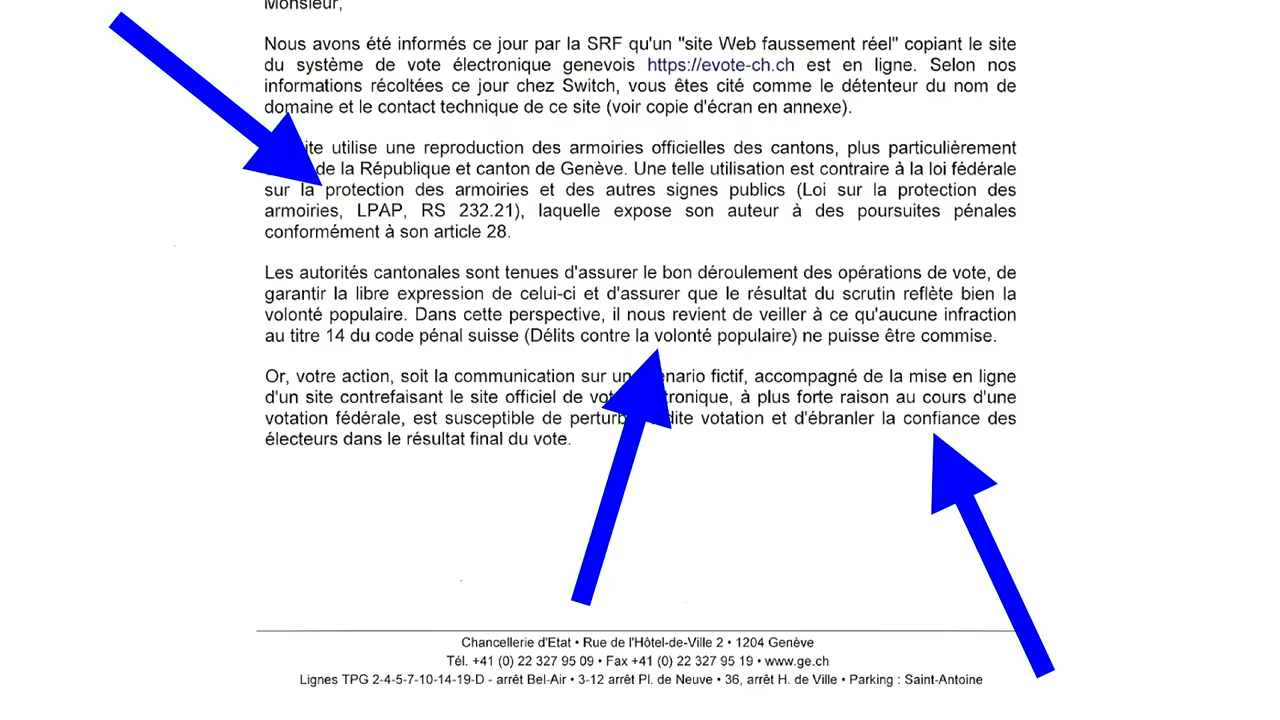 Monsieur,
Nous avons été informés ce jour par la SRF qu'un "site Web faussement réel" copiant le site
du système de vote électronique genevois https://evote-ch.ch est en ligne. Selon nos
informations récoltées ce jour chez Switch, vous êtes cité comme le détenteur du nom de
domaine et le contact technique de ce site (voir copie d'écran en annexe).
utilise une reproduction des armoiries officielles des cantons, plus particulièrement
de la République et canton de Genève. Une telle utilisation est contraire à la loi fédérale
sur la protection des armoiries et des autres signes publics (Loi sur la protection des
armoiries, LPAP, RS 232.21), laquelle expose son auteur à des poursuites pénales
conformément à son article 28.
Les autorités cantonales sont tenues d'assurer le bon déroulement des opérations de vote, de
garantir la libre expression de celui-ci et d'assurer que le résultat du scrutin reflète bien la
volonté populaire. Dans cette perspective, il nous revient de veiller à ce qu'aucune infraction
au titre 14 du code pénal suisse (Délits contre la volonté populaire) ne puisse être commise.
Or, votre action, soit la communication sur un fictif, accompagné de la mise en ligne
d'un site contrefaisant le site officiel de à plus forte raison au cours d'une
votation fédérale, est susceptible de votation et d'ébranler la confiance des
électeurs dans le résultat final du vote.
Chancellerie d'Etat • Rue de l'Hôtel-de-Ville 2 • 1204 Genève
Tél. +41 (0) 22 327 95 09 • Fax +41 (0) 22 327 95 19 • www.ge.ch
Lignes TPG 2-4-5-7-10-14-19-D - arrêt Bel-Air • 3-12 arrêt Pl. de Neuve • 36, arrêt H. de Ville • Parking : Saint-Antoine